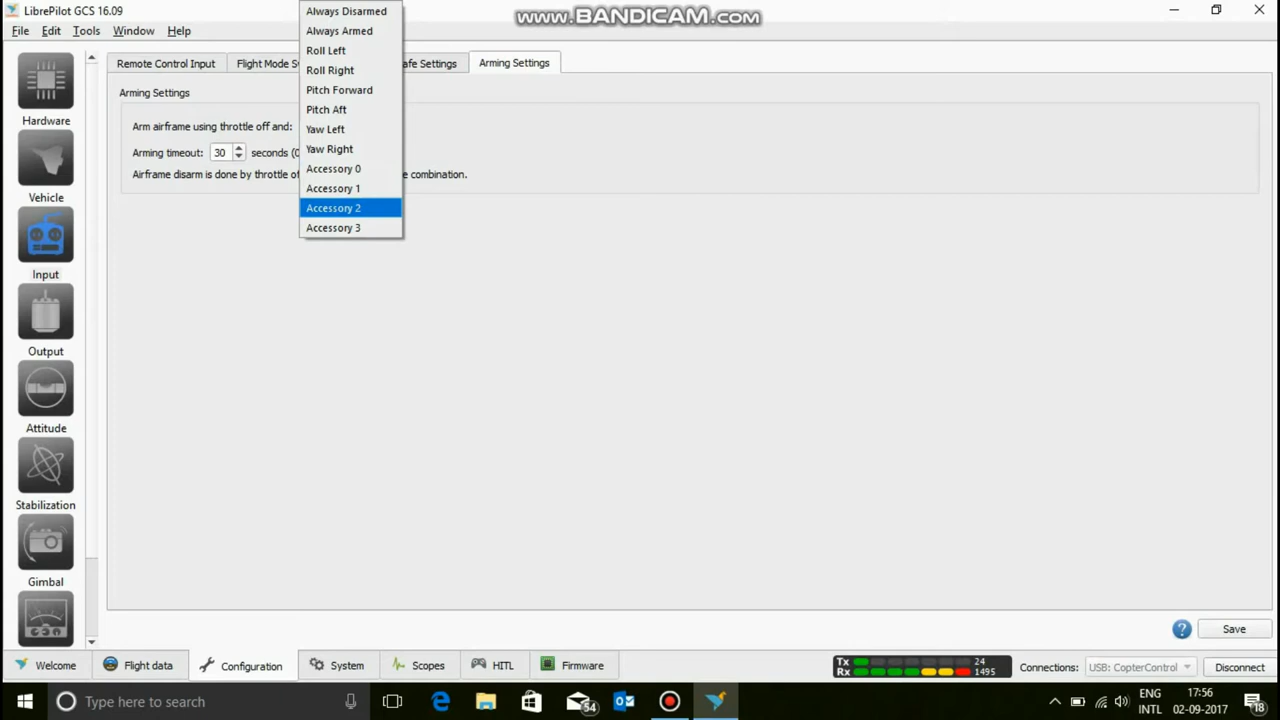 LibrePilot GCS 16.09
www.BANDICAM.com
File Edit Tools Window Help
Remote Control Input
Flight Mode S
afe Settings
Arming Settings
Always Disarmed
Always Armed
Roll Left
Roll Right
Pitch Forward
Pitch Aft
Yaw Left
Yaw Right
Accessory 0
Accessory 1
Accessory 2
Accessory 3
Arming Settings
Arm airframe using throttle off and:
Arming timeout: 30 seconds (0
Airframe disarm is done by throttle of
e combination.
Hardware
Vehicle
Input
Output
Attitude
Stabilization
Gimbal
? Save
Welcome Flight data Configuration System Scopes HITL Firmware
Tx 24
Rx 1495
Connections: USB: CopterControl Disconnect
Type here to search
54
ENG
INTL
17:56
02-09-2017
18